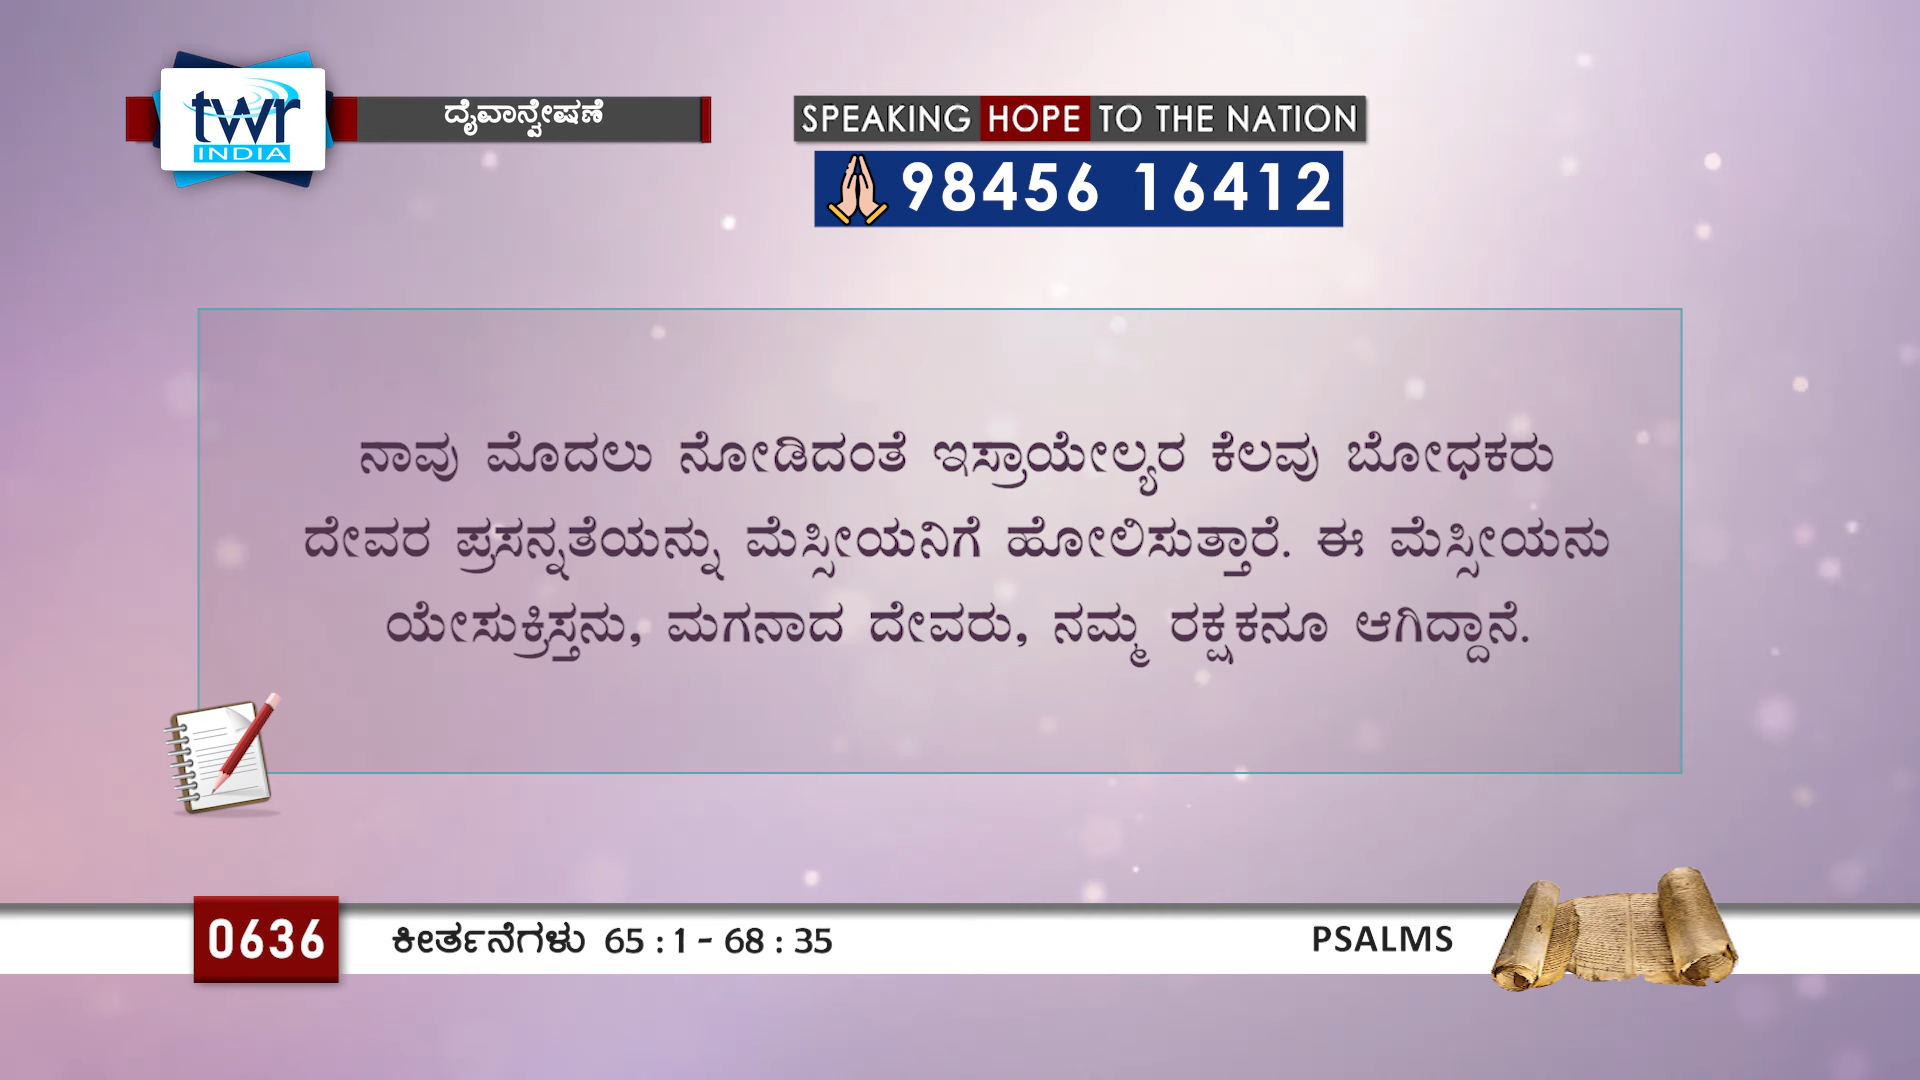 twr
INDIA
ದೈವಾನ್ವೇಷಣೆ
SPEAKING HOPE TO THE NATION
98456 16412
ನಾವು ಮೊದಲು ನೋಡಿದಂತೆ ಇಸ್ರಾಯೇಲ್ಯರ ಕೆಲವು ಬೋಧಕರು
ದೇವರ ಪ್ರಸನ್ನತೆಯನ್ನು ಮೆಸ್ಸೀಯನಿಗೆ ಹೋಲಿಸುತ್ತಾರೆ. ಈ ಮೆಸ್ಸೀಯನು
ಯೇಸುಕ್ರಿಸ್ತನು, ಮಗನಾದ ದೇವರು, ನಮ್ಮ ರಕ್ಷಕನೂ ಆಗಿದ್ದಾನೆ.
0636
ಕೀರ್ತನೆಗಳು 65 : 1 - 68 : 35
PSALMS